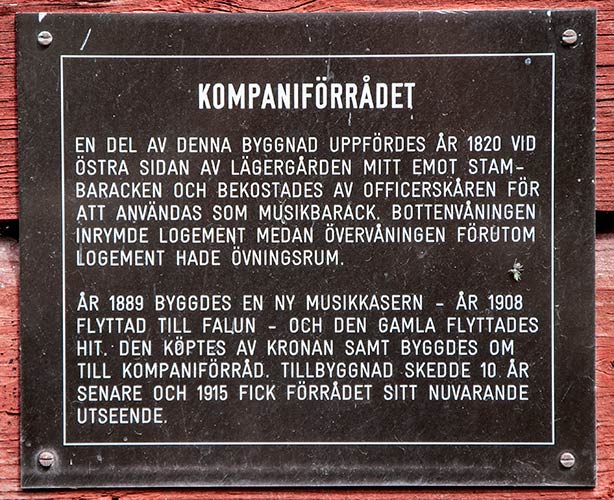 KOMPANIFÖRRÅDET
EN DEL AV DENNA BYGGNAD UPPFÖRDES ÅR 1820 VID
ÖSTRA SIDAN AV LÄGERGÅRDEN MITT EMOT STAM-
BARACKEN OCH BEKOSTADES AV OFFICERSKÅREN FÖR
ATT ANVÄNDAS SOM MUSIKBARACK. BOTTENVÅNINGEN
INRYMDE LOGEMENT MEDAN ÖVERVÅNINGEN FÖRUTOM
LOGEMENT HADE ÖVNINGSRUM.
ÅR 1889 BYGGDES EN NY MUSIKKASERN - ÅR 1908
FLYTTAD TILL FALUN - OCH DEN GAMLA FLYTTADES
HIT. DEN KÖPTES AV KRONAN SAMT BYGGDES OM
TILL KOMPANIFÖRRÅD. TILLBYGGNAD SKEDDE 10 ÅR
SENARE OCH 1915 FICK FÖRRÅDET SITT NUVARANDE
UTSEENDE.